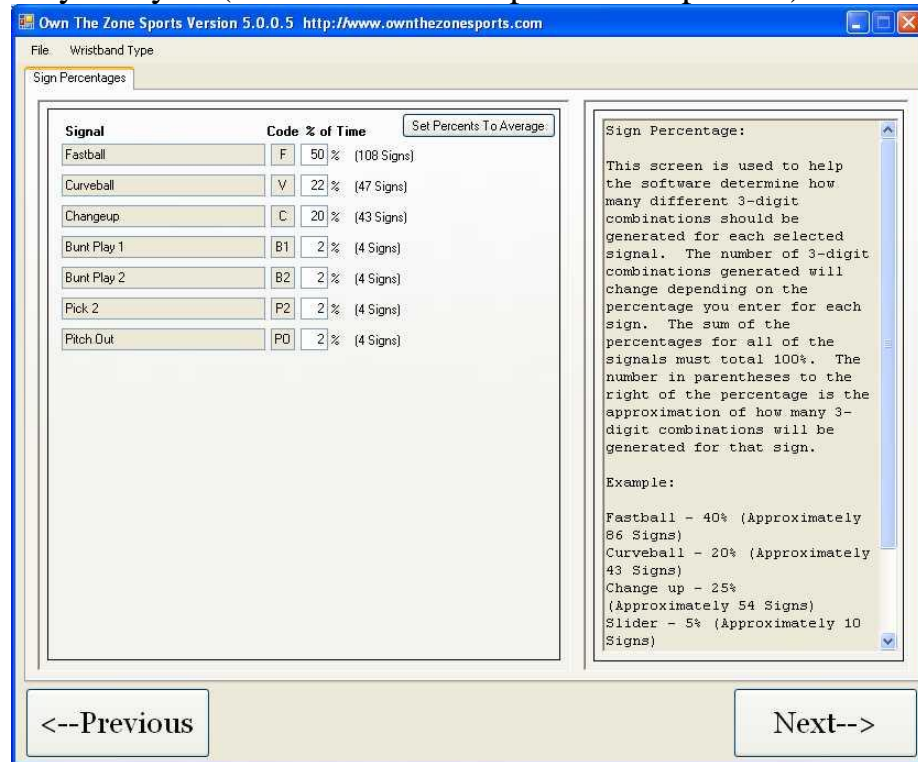 Own The Zone Sports Version 5.0.0.5 http://www.ownthezonesports.com
File Wristband Type
Sign Percentages
Signal Code % of Time Set Percents To Average
Fastball F 50 % (108 Signs)
Curveball V 22 % (47 Signs)
Changeup C 20 % (43 Signs)
Bunt Play 1 B1 2 % (4 Signs)
Bunt Play 2 B2 2 % (4 Signs)
Pick 2 P2 2 % (4 Signs)
Pitch Out PO 2 % (4 Signs)
Sign Percentage:
This screen is used to help
the software determine how
many different 3-digit
combinations should be
generated for each selected
signal. The number of 3-digit
combinations generated will
change depending on the
percentage you enter for each
sign. The sum of the
percentages for all of the
signals must total 100%. The
number in parentheses to the
right of the percentage is the
approximation of how many 3-
digit combinations will be
generated for that sign.
Example:
Fastball - 40% (Approximately
86 Signs)
Curveball - 20% (Approximately
43 Signs)
Change up - 25%
(Approximately 54 Signs)
Slider - 5% (Approximately 10
Signs)
<--Previous
Next-->